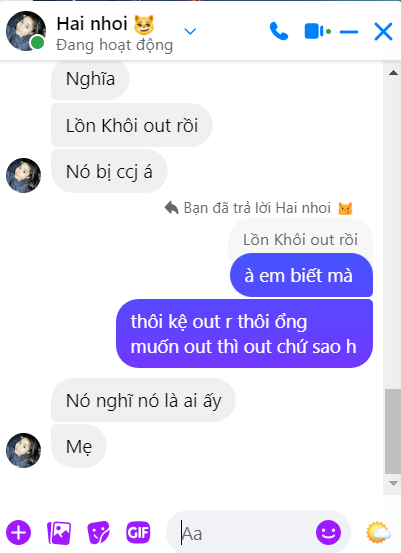 Hai nhoi 😼
Đang hoạt động
Nghĩa
Lồn Khôi out rồi
Nó bị ccj á
Bạn đã trả lời Hai nhoi 😼
Lồn Khôi out rồi
à em biết mà
thôi kệ out r thôi ổng
muốn out thì out chứ sao h
Nó nghĩ nó là ai ấy
Mẹ
GIF
Aa